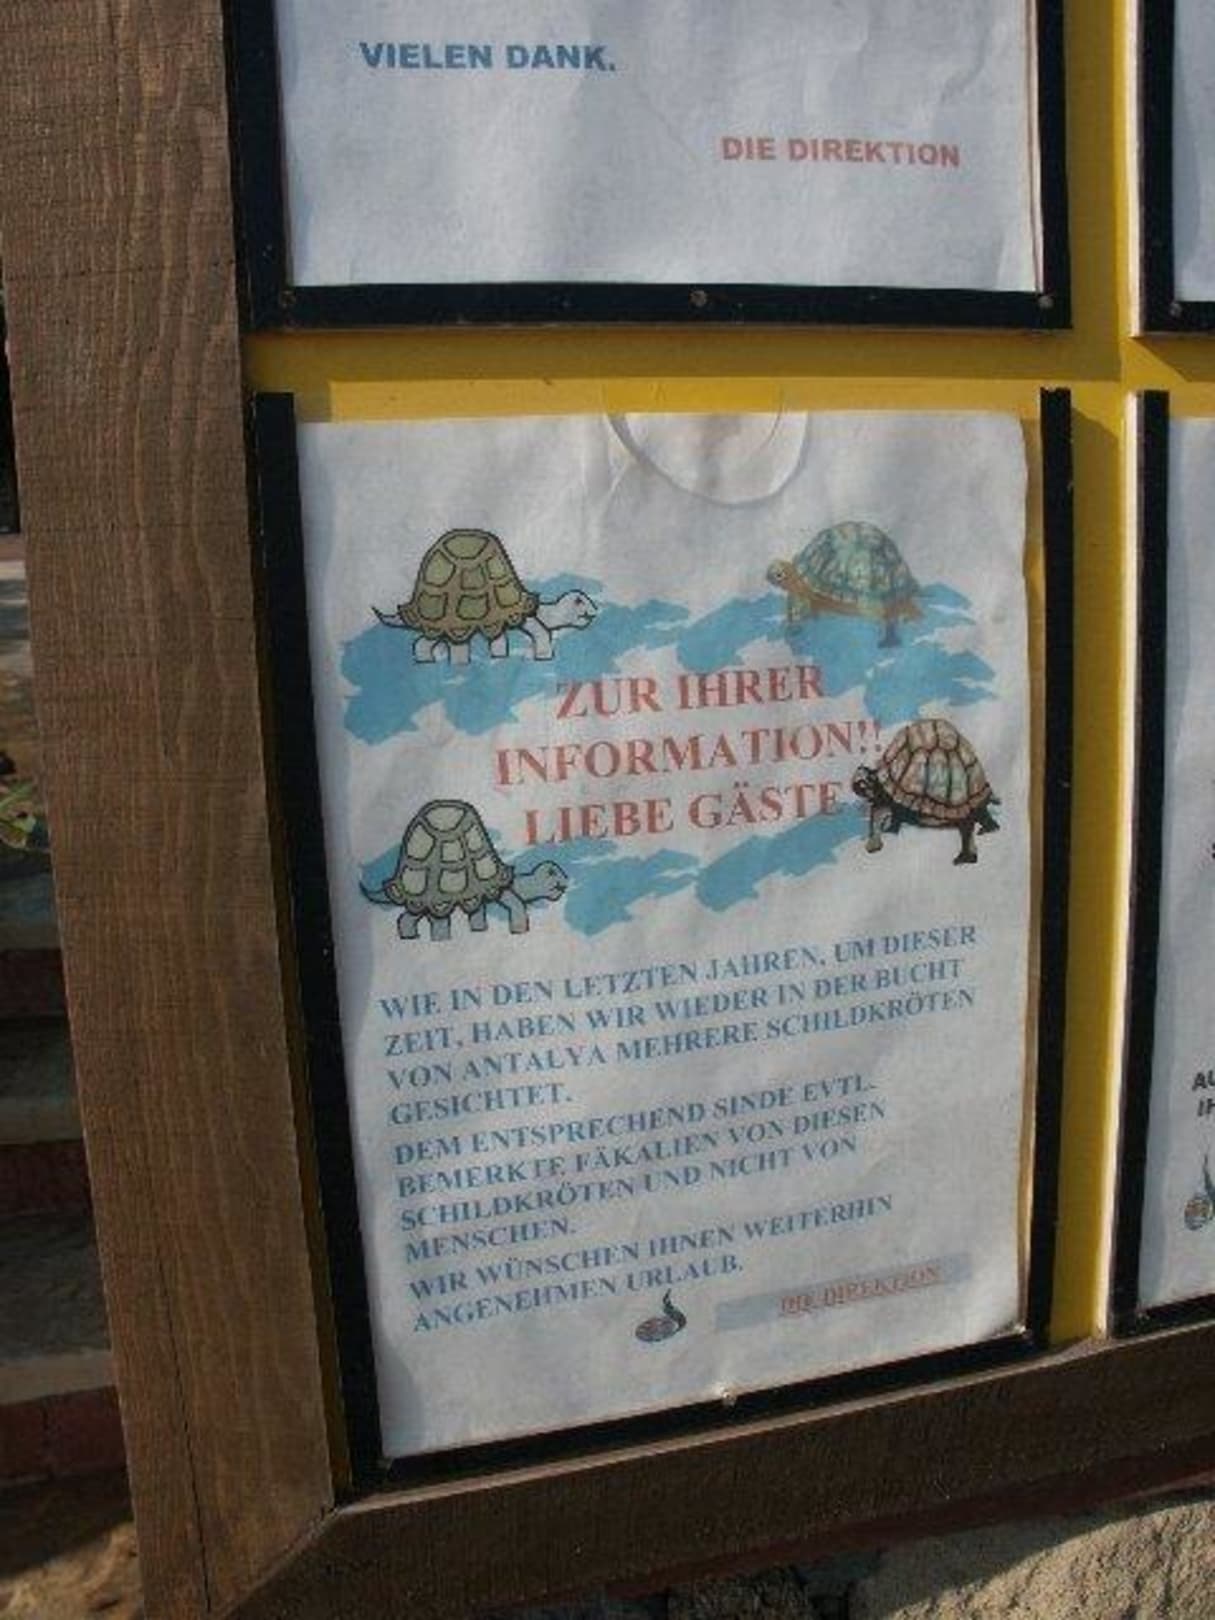 VIELEN DANK.
DIE DIREKTION
ZUR IHRER
INFORMATION!!
LIEBE GÄSTE
WIE IN DEN LETZTEN JAHREN, UM DIESER
ZEIT, HABEN WIR WIEDER IN DER BUCHT
VON ANTALYA MEHRERE SCHILDKRÖTEN
GESICHTET.
DEM ENTSPRECHEND SINDE EVTL.
BEMERKTE FÄKALIEN VON DIESEN
SCHILDKRÖTEN UND NICHT VON
MENSCHEN.
WIR WÜNSCHEN IHNEN WEITERHIN
ANGENEHMEN URLAUB.
DIE DIREKTION